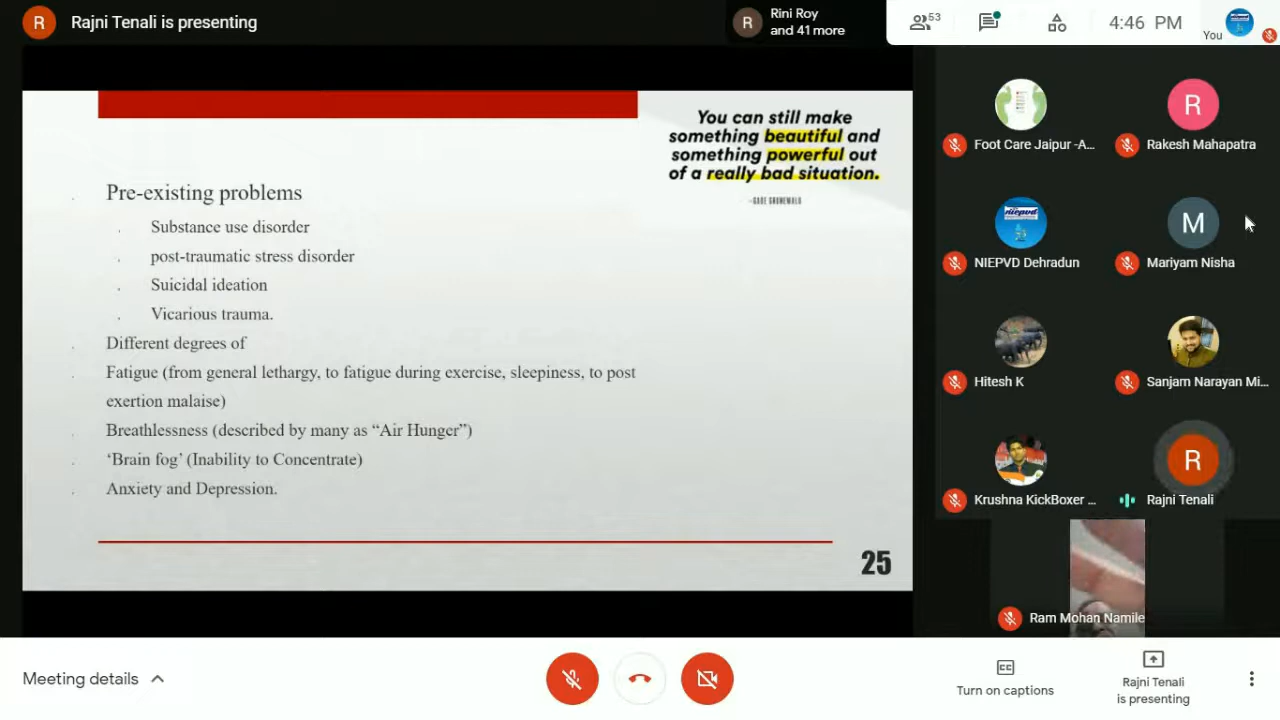 R Rajni Tenali is presenting
R Rini Roy
and 41 more
53
4:46 PM
You
You can still make
something beautiful and
something powerful out
of a really bad situation.
-GABE GRUNEWALD
Pre-existing problems
Substance use disorder
post-traumatic stress disorder
Suicidal ideation
Vicarious trauma.
Different degrees of
Fatigue (from general lethargy, to fatigue during exercise, sleepiness, to post
exertion malaise)
Breathlessness (described by many as “Air Hunger”)
‘Brain fog’ (Inability to Concentrate)
Anxiety and Depression.
25
Foot Care Jaipur -A...
R
Rakesh Mahapatra
niepvd
NIEPVD Dehradun
M
Mariyam Nisha
Hitesh K
Sanjam Narayan Mi...
Krushna KickBoxer ...
R
Rajni Tenali
Ram Mohan Namile
Meeting details
CC
Turn on captions
Rajni Tenali
is presenting